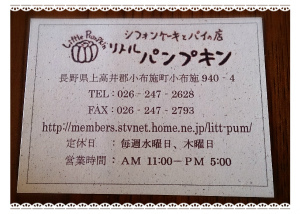 Little Pumpkin
シフォンケーキとパイの店
リトルパンプキン
長野県上高井郡小布施町小布施 940‐4
TEL：026‐247‐2628
FAX：026‐247‐2793
http://members.stvnet.home.ne.jp/litt-pum/
定休日 ：毎週水曜日、木曜日
営業時間：AM 11:00－PM 5:00